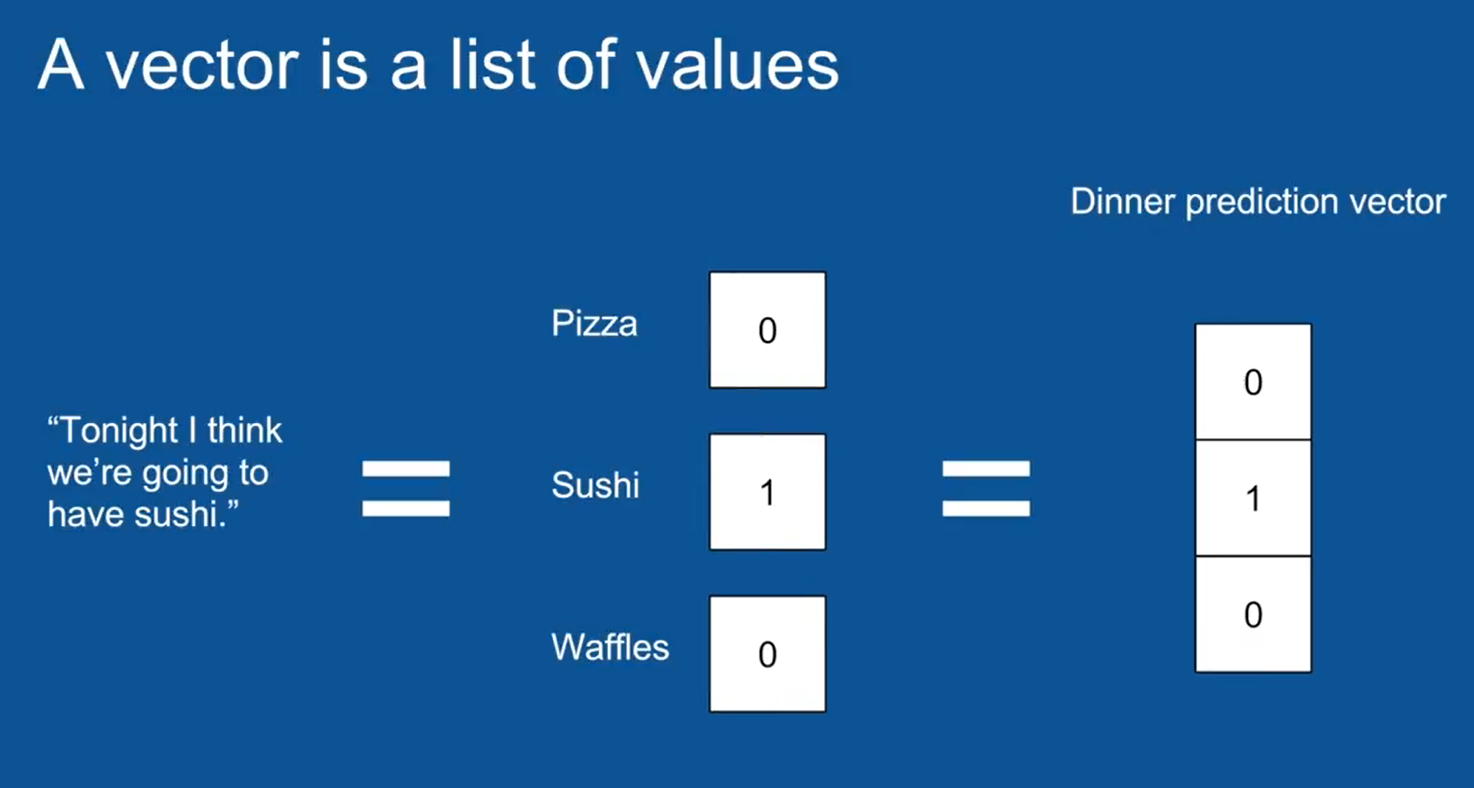 A vector is a list of values
Dinner prediction vector
“Tonight I think
we’re going to
have sushi.”
Pizza
0
Sushi
1
Waffles
0
0
1
0